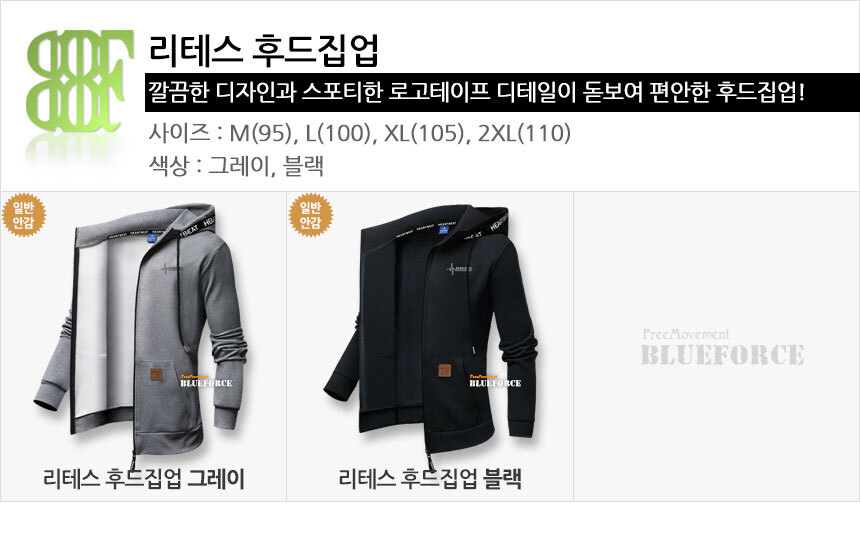 리테스 후드집업
깔끔한 디자인과 스포티한 로고테이프 디테일이 돋보여 편안한 후드집업!
사이즈 : M(95), L(100), XL(105), 2XL(110)
색상 : 그레이, 블랙
일반
안감
HEARTBEAT
FreeMovement
BLUEFORCE
리테스 후드집업 그레이
일반
안감
HEARTBEAT
FreeMovement
BLUEFORCE
리테스 후드집업 블랙
FreeMovement
BLUEFORCE